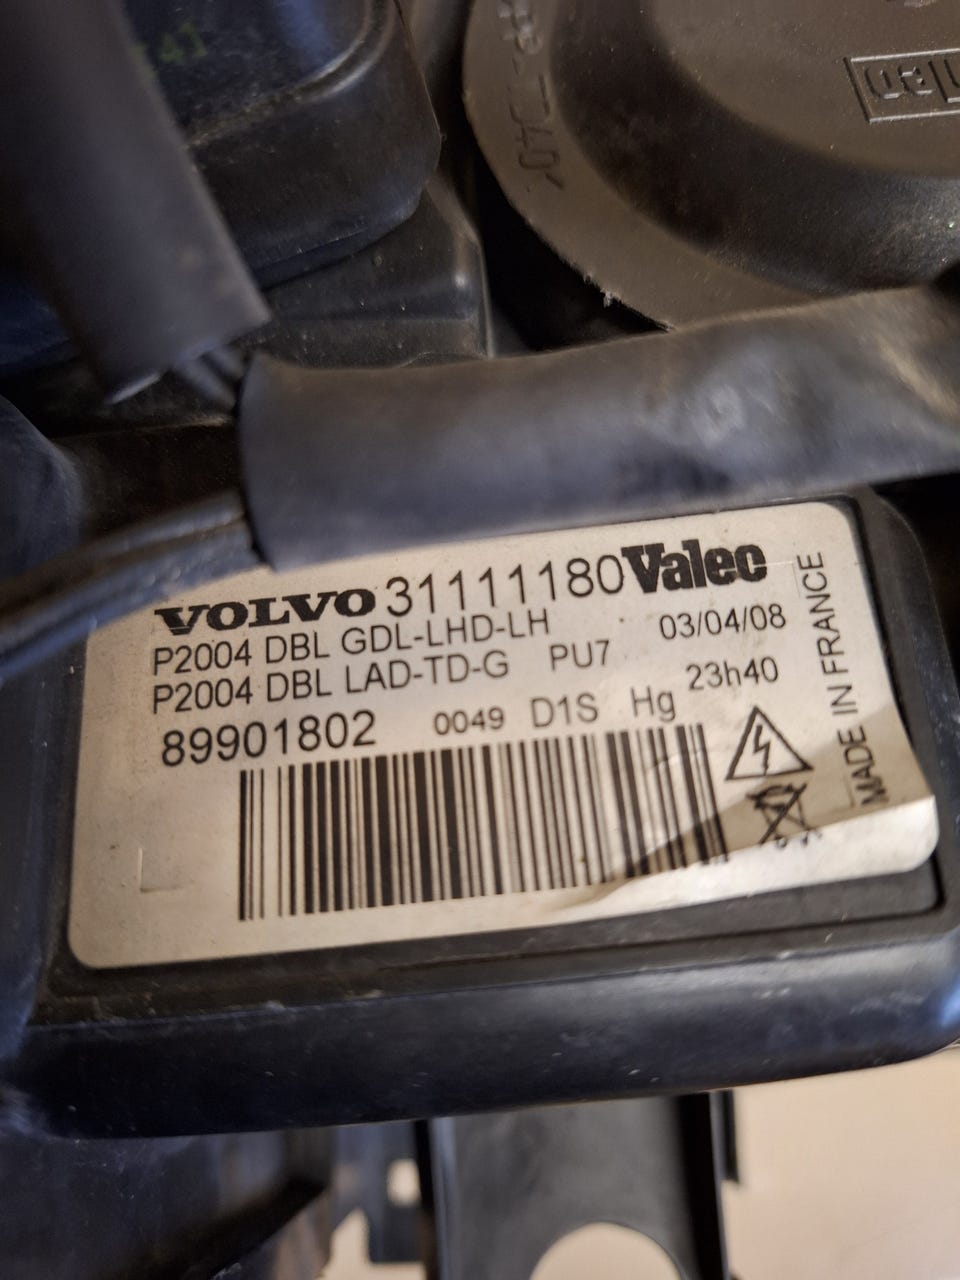 VOLVO 31111180 Valeo
P2004 DBL GDL-LHD-LH 03/04/08
P2004 DBL LAD-TD-G PU7 23h40
89901802 0049 D1S Hg
MADE IN FRANCE